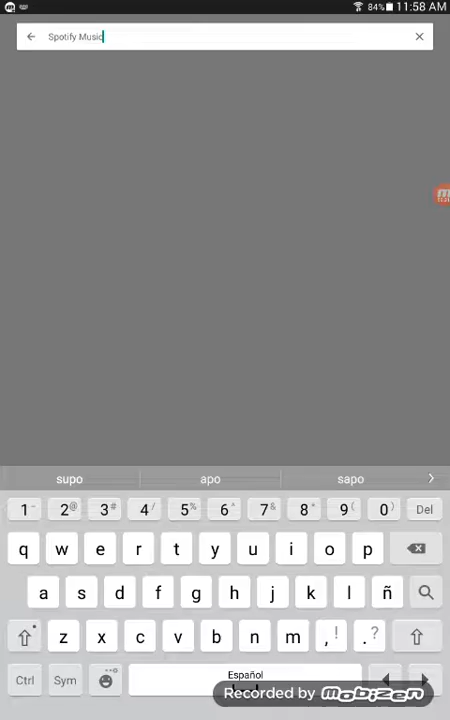 84% 11:58 AM
Spotify Music
supo apo sapo
1 - 2 @ 3 # 4 / 5 % 6 ^ 7 & 8 * 9 ( 0 ) Del
q w e r t y u i o p
a s d f g h j k l ñ
z x c v b n m , ! . ?
Ctrl Sym Español
Recorded by mobizen